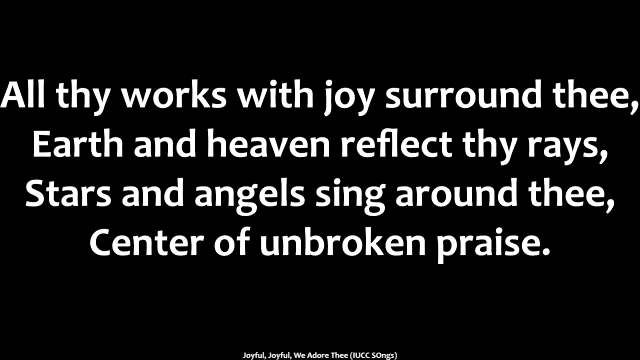 All thy works with joy surround thee,
Earth and heaven reflect thy rays,
Stars and angels sing around thee,
Center of unbroken praise.
Joyful, Joyful, We Adore Thee (IUCC SOngs)